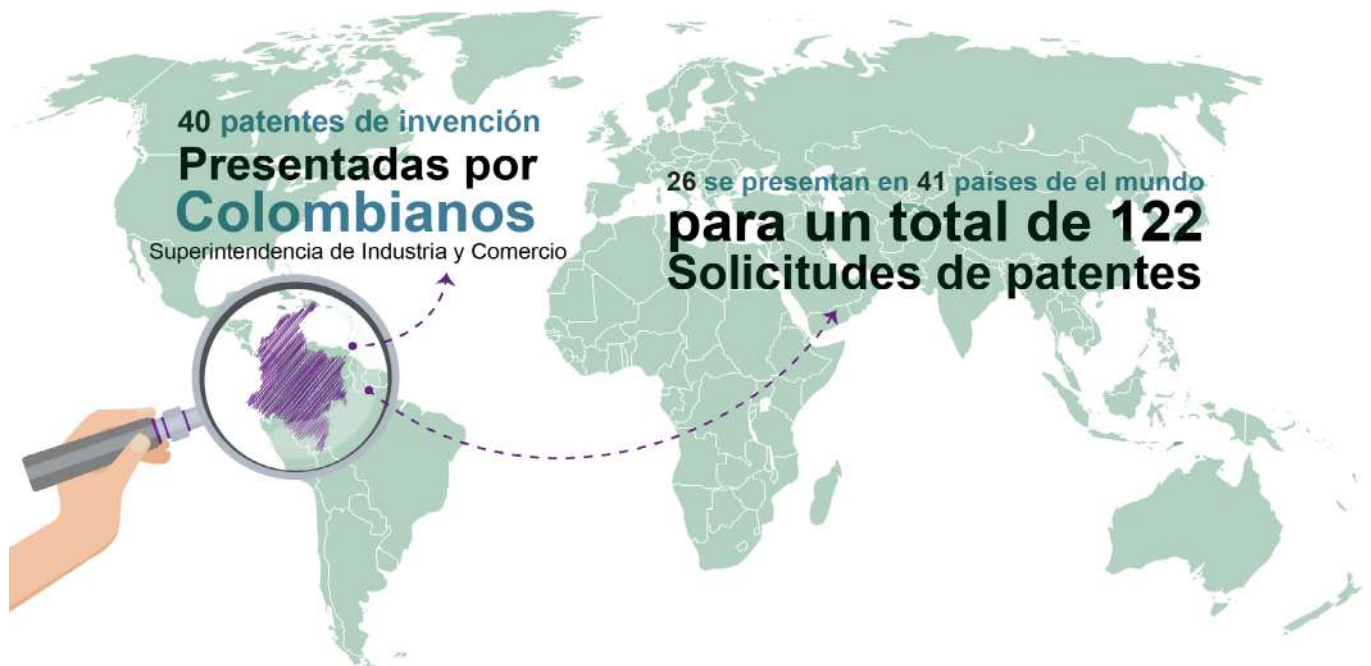 40 patentes de invención
Presentadas por
Colombianos
Superintendencia de Industria y Comercio
26 se presentan en 41 países de el mundo
para un total de 122
Solicitudes de patentes